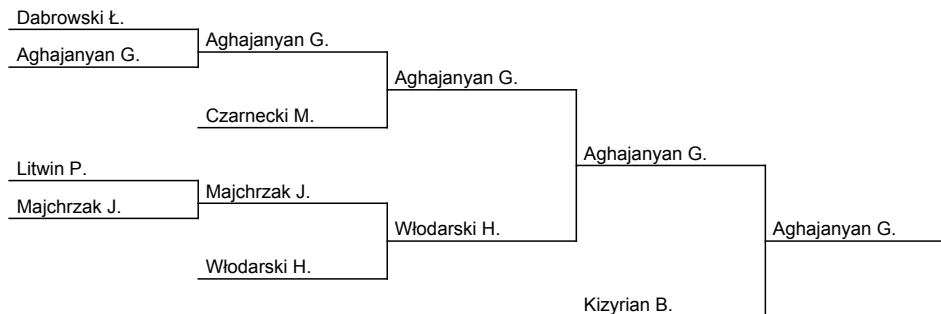 Dabrowski Ł.
Aghajanyan G.
Aghajanyan G.
Aghajanyan G.
Czarnecki M.
Aghajanyan G.
Litwin P.
Majchrzak J.
Majchrzak J.
Włodarski H.
Aghajanyan G.
Włodarski H.
Kizyrian B.